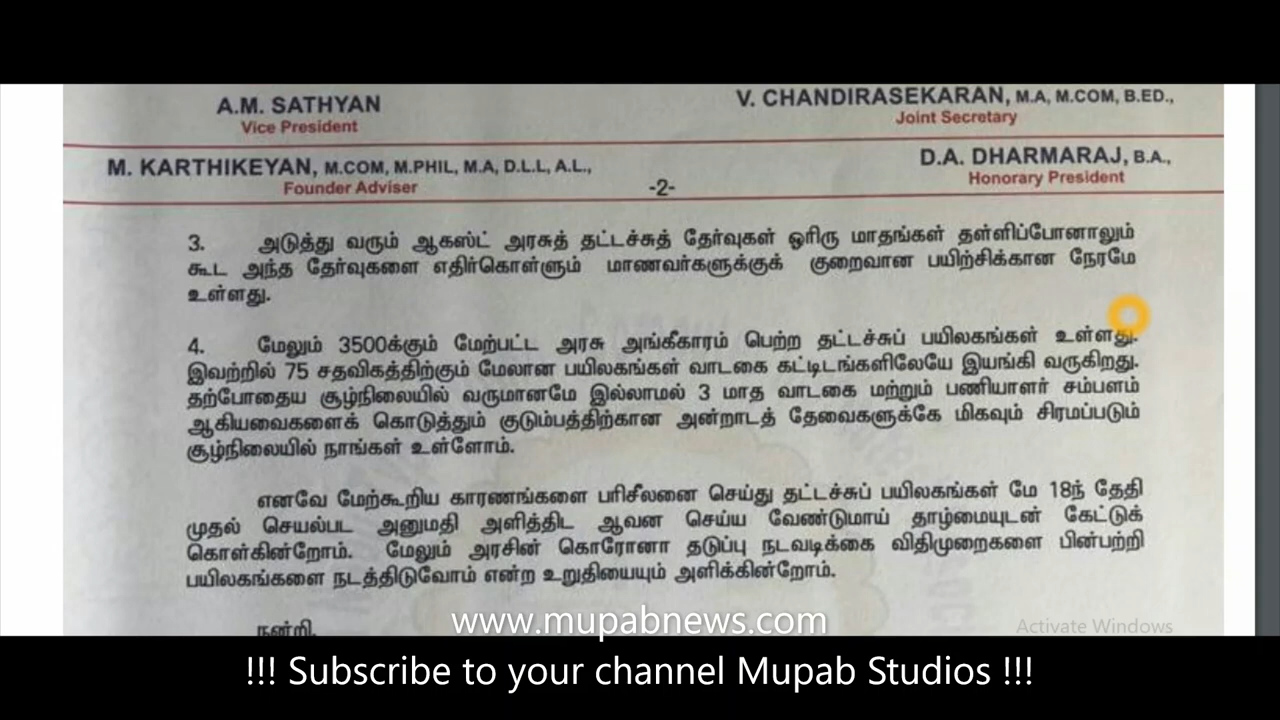 A.M. SATHYAN
Vice President
V. CHANDIRASEKARAN, M.A, M.COM, B.ED.,
Joint Secretary
M. KARTHIKEYAN, M.COM, M.PHIL, M.A, D.L.L, A.L.,
Founder Adviser
-2-
D.A. DHARMARAJ, B.A.,
Honorary President
3. அடுத்து வரும் ஆகஸ்ட் அரசுத் தட்டச்சுத் தேர்வுகள் ஓரிரு மாதங்கள் தள்ளிப்போனாலும்
கூட அந்த தேர்வுகளை எதிர்கொள்ளும் மாணவர்களுக்குக் குறைவான பயிற்சிக்கான நேரமே
உள்ளது.
4. மேலும் 3500க்கும் மேற்பட்ட அரசு அங்கீகாரம் பெற்ற தட்டச்சுப் பயிலகங்கள் உள்ளது.
இவற்றில் 75 சதவிகத்திற்கும் மேலான பயிலகங்கள் வாடகை கட்டிடங்களிலேயே இயங்கி வருகிறது.
தற்போதைய சூழ்நிலையில் வருமானமே இல்லாமல் 3 மாத வாடகை மற்றும் பணியாளர் சம்பளம்
ஆகியவைகளைக் கொடுத்தும் குடும்பத்திற்கான அன்றாடத் தேவைகளுக்கே மிகவும் சிரமப்படும்
சூழ்நிலையில் நாங்கள் உள்ளோம்.
எனவே மேற்கூறிய காரணங்களை பரிசீலனை செய்து தட்டச்சுப் பயிலகங்கள் மே 18ந் தேதி
முதல் செயல்பட அனுமதி அளித்திட ஆவன செய்ய வேண்டுமாய் தாழ்மையுடன் கேட்டுக்
கொள்கின்றோம். மேலும் அரசின் கொரோனா தடுப்பு நடவடிக்கை விதிமுறைகளை பின்பற்றி
பயிலகங்களை நடத்திடுவோம் என்ற உறுதியையும் அளிக்கின்றோம்.
நன்றி.
www.mupabnews.com
Activate Windows
!!! Subscribe to your channel Mupab Studios !!!